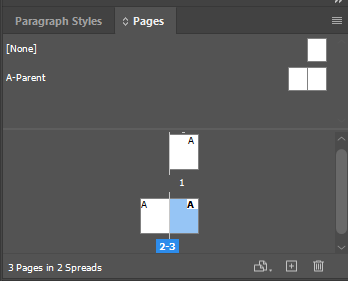 Paragraph Styles
Pages
[None]
A-Parent
A
1
A
A
2-3
3 Pages in 2 Spreads